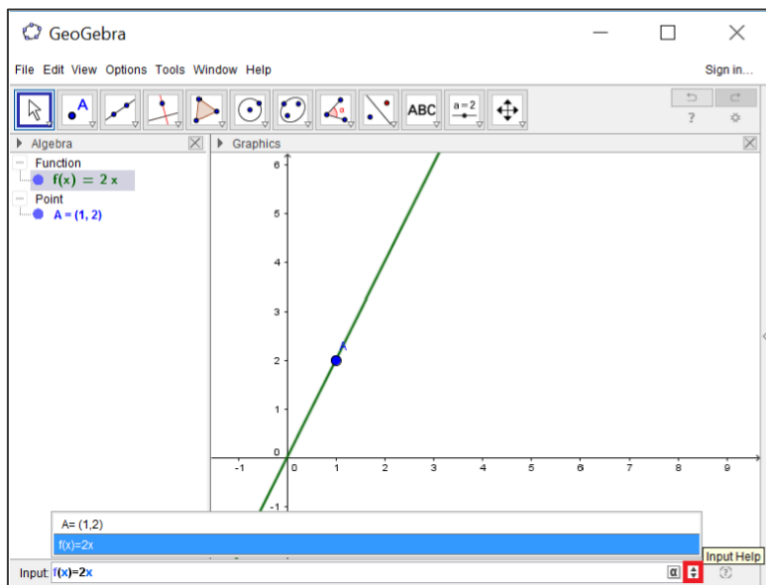 GeoGebra
File Edit View Options Tools Window Help
Sign in...
A
ABC
a=2
?
Algebra
Graphics
Function
f(x) = 2 x
Point
A = (1, 2)
6
5
4
3
A
2
1
0
-1 0 1 2 3 4 5 6 7 8 9
-1
A= (1,2)
f(x)=2x
Input Help
Input: f(x)=2x
α
?